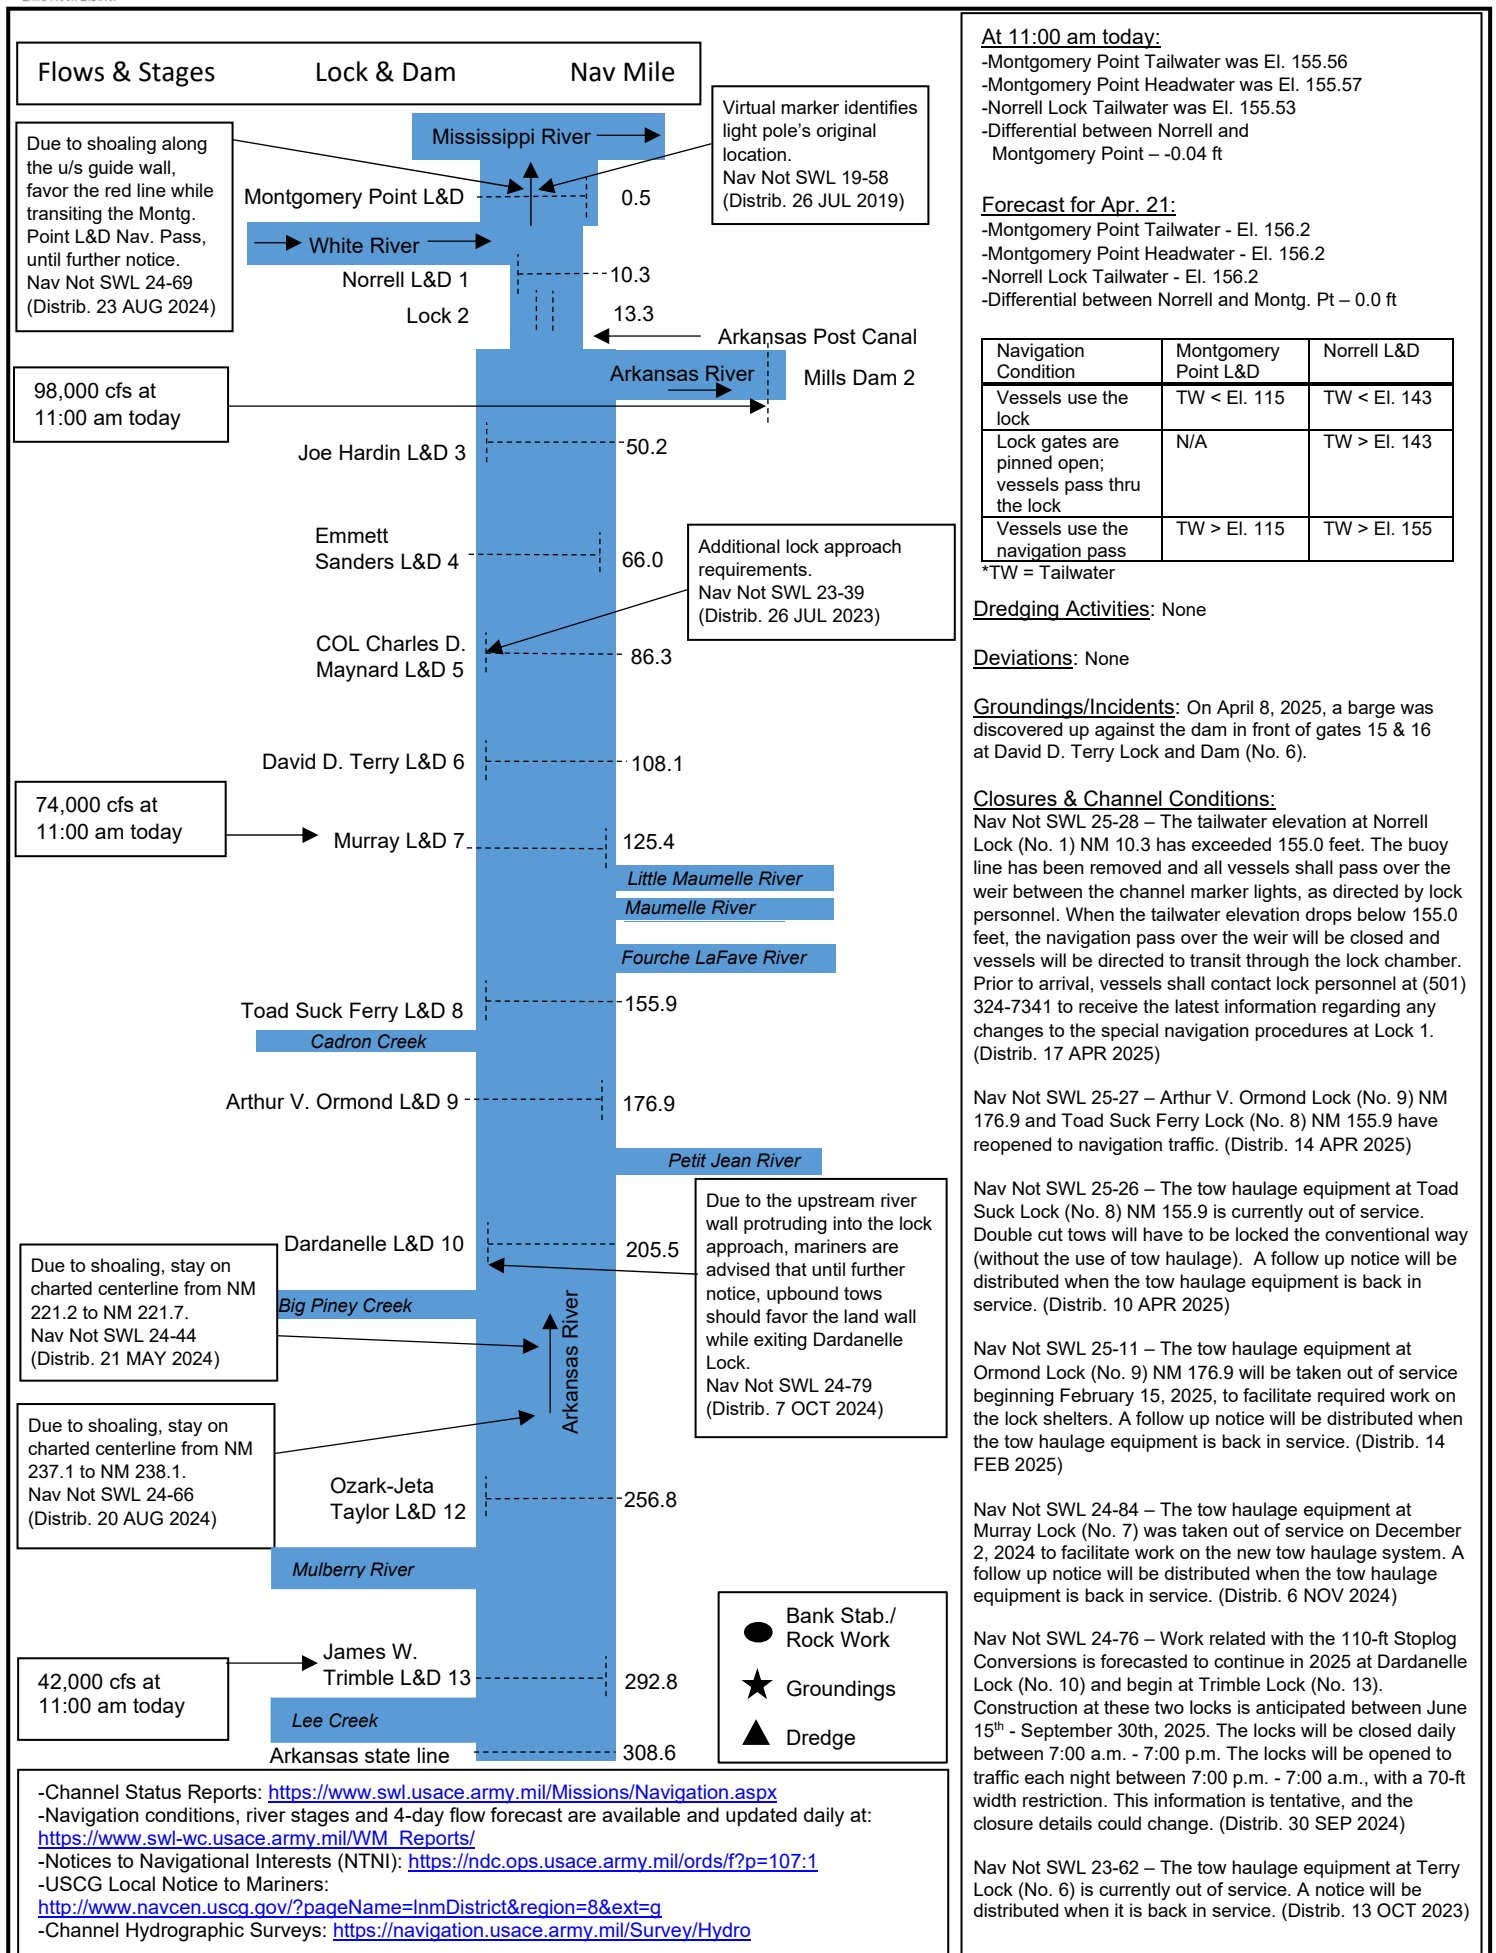 Flows & Stages Lock & Dam Nav Mile
Due to shoaling along
the u/s guide wall,
favor the red line while
transiting the Montg.
Point L&D Nav. Pass,
until further notice.
Nav Not SWL 24-69
(Distrib. 23 AUG 2024)
Mississippi River
Virtual marker identifies
light pole's original
location.
Nav Not SWL 19-58
(Distrib. 26 JUL 2019)
Montgomery Point L&D 0.5
White River
Norrell L&D 1 10.3
Lock 2 13.3
Arkansas Post Canal
Arkansas River
Mills Dam 2
98,000 cfs at
11:00 am today
Joe Hardin L&D 3 50.2
Emmett
Sanders L&D 4 66.0
Additional lock approach
requirements.
Nav Not SWL 23-39
(Distrib. 26 JUL 2023)
COL Charles D.
Maynard L&D 5 86.3
David D. Terry L&D 6 108.1
74,000 cfs at
11:00 am today
Murray L&D 7 125.4
Little Maumelle River
Maumelle River
Fourche LaFave River
Toad Suck Ferry L&D 8 155.9
Cadron Creek
Arthur V. Ormond L&D 9 176.9
Petit Jean River
Due to the upstream river
wall protruding into the lock
approach, mariners are
advised that until further
notice, upbound tows
should favor the land wall
while exiting Dardanelle
Lock.
Nav Not SWL 24-79
(Distrib. 7 OCT 2024)
Dardanelle L&D 10 205.5
Due to shoaling, stay on
charted centerline from NM
221.2 to NM 221.7.
Nav Not SWL 24-44
(Distrib. 21 MAY 2024)
Big Piney Creek
Arkansas River
Due to shoaling, stay on
charted centerline from NM
237.1 to NM 238.1.
Nav Not SWL 24-66
(Distrib. 20 AUG 2024)
Ozark-Jeta
Taylor L&D 12 256.8
Mulberry River
Bank Stab./
Rock Work
Groundings
Dredge
42,000 cfs at
11:00 am today
James W.
Trimble L&D 13 292.8
Lee Creek
Arkansas state line 308.6
-Channel Status Reports: https://www.swl.usace.army.mil/Missions/Navigation.aspx
-Navigation conditions, river stages and 4-day flow forecast are available and updated daily at:
https://www.swl-wc.usace.army.mil/WM_Reports/
-Notices to Navigational Interests (NTNI): https://ndc.ops.usace.army.mil/ords/f?p=107:1
-USCG Local Notice to Mariners:
http://www.navcen.uscg.gov/?pageName=lnmDistrict&region=8&ext=g
-Channel Hydrographic Surveys: https://navigation.usace.army.mil/Survey/Hydro
At 11:00 am today:
-Montgomery Point Tailwater was El. 155.56
-Montgomery Point Headwater was El. 155.57
-Norrell Lock Tailwater was El. 155.53
-Differential between Norrell and
Montgomery Point – -0.04 ft
Forecast for Apr. 21:
-Montgomery Point Tailwater - El. 156.2
-Montgomery Point Headwater - El. 156.2
-Norrell Lock Tailwater - El. 156.2
-Differential between Norrell and Montg. Pt – 0.0 ft
Navigation Montgomery Norrell L&D
Condition Point L&D
Vessels use the TW < El. 115 TW < El. 143
lock
Lock gates are N/A TW > El. 143
pinned open;
vessels pass thru
the lock
Vessels use the TW > El. 115 TW > El. 155
navigation pass
*TW = Tailwater
Dredging Activities: None
Deviations: None
Groundings/Incidents: On April 8, 2025, a barge was
discovered up against the dam in front of gates 15 & 16
at David D. Terry Lock and Dam (No. 6).
Closures & Channel Conditions:
Nav Not SWL 25-28 – The tailwater elevation at Norrell
Lock (No. 1) NM 10.3 has exceeded 155.0 feet. The buoy
line has been removed and all vessels shall pass over the
weir between the channel marker lights, as directed by lock
personnel. When the tailwater elevation drops below 155.0
feet, the navigation pass over the weir will be closed and
vessels will be directed to transit through the lock chamber.
Prior to arrival, vessels shall contact lock personnel at (501)
324-7341 to receive the latest information regarding any
changes to the special navigation procedures at Lock 1.
(Distrib. 17 APR 2025)
Nav Not SWL 25-27 – Arthur V. Ormond Lock (No. 9) NM
176.9 and Toad Suck Ferry Lock (No. 8) NM 155.9 have
reopened to navigation traffic. (Distrib. 14 APR 2025)
Nav Not SWL 25-26 – The tow haulage equipment at Toad
Suck Lock (No. 8) NM 155.9 is currently out of service.
Double cut tows will have to be locked the conventional way
(without the use of tow haulage). A follow up notice will be
distributed when the tow haulage equipment is back in
service. (Distrib. 10 APR 2025)
Nav Not SWL 25-11 – The tow haulage equipment at
Ormond Lock (No. 9) NM 176.9 will be taken out of service
beginning February 15, 2025, to facilitate required work on
the lock shelters. A follow up notice will be distributed when
the tow haulage equipment is back in service. (Distrib. 14
FEB 2025)
Nav Not SWL 24-84 – The tow haulage equipment at
Murray Lock (No. 7) was taken out of service on December
2, 2024 to facilitate work on the new tow haulage system. A
follow up notice will be distributed when the tow haulage
equipment is back in service. (Distrib. 6 NOV 2024)
Nav Not SWL 24-76 – Work related with the 110-ft Stoplog
Conversions is forecasted to continue in 2025 at Dardanelle
Lock (No. 10) and begin at Trimble Lock (No. 13).
Construction at these two locks is anticipated between June
15th - September 30th, 2025. The locks will be closed daily
between 7:00 a.m. - 7:00 p.m. The locks will be opened to
traffic each night between 7:00 p.m. - 7:00 a.m., with a 70-ft
width restriction. This information is tentative, and the
closure details could change. (Distrib. 30 SEP 2024)
Nav Not SWL 23-62 – The tow haulage equipment at Terry
Lock (No. 6) is currently out of service. A notice will be
distributed when it is back in service. (Distrib. 13 OCT 2023)